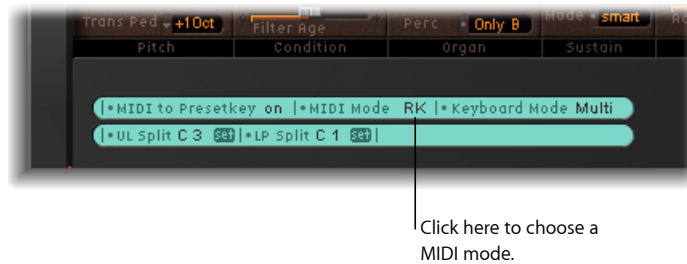 Trans Ped +1Oct Filter Age Perc Only B Mode smart
Pitch Condition Organ Sustain
MIDI to Presetkey on MIDI Mode RK Keyboard Mode Multi
UL Split C 3 set LP Split C 1 set
Click here to choose a
MIDI mode.